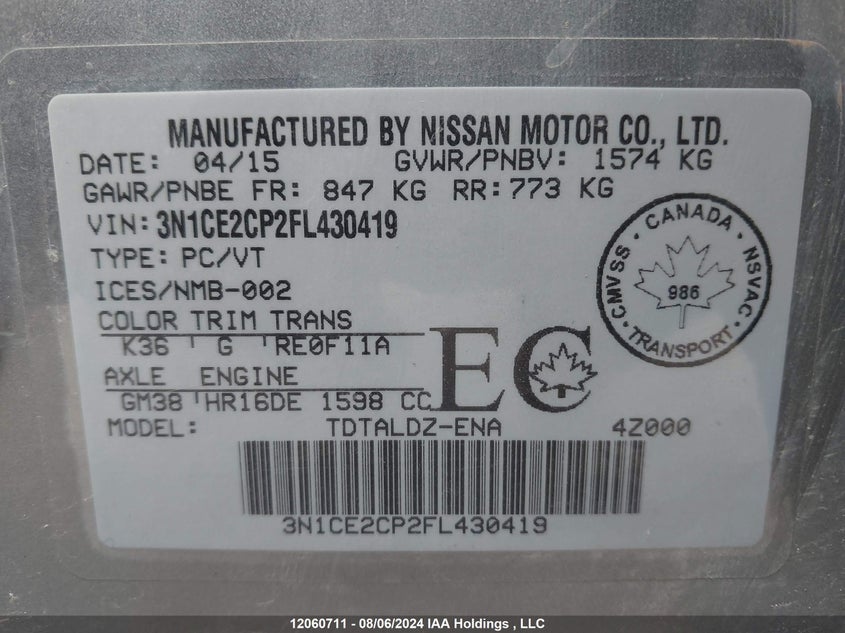 MANUFACTURED BY NISSAN MOTOR CO., LTD.
DATE: 04/15 GVWR/PNBV: 1574 KG
GAWR/PNBE FR: 847 KG RR: 773 KG
VIN: 3N1CE2CP2FL430419
TYPE: PC/VT
ICES/NMB-002
COLOR TRIM TRANS
K36 ' G 'RE0F11A
AXLE ENGINE
GM38 'HR16DE 1598 CC
EC
CANADA
CMVSS · NSVAC
986
TRANSPORT
MODEL: TDTALDZ-ENA 4Z000
3N1CE2CP2FL430419
12060711 - 08/06/2024 IAA Holdings , LLC